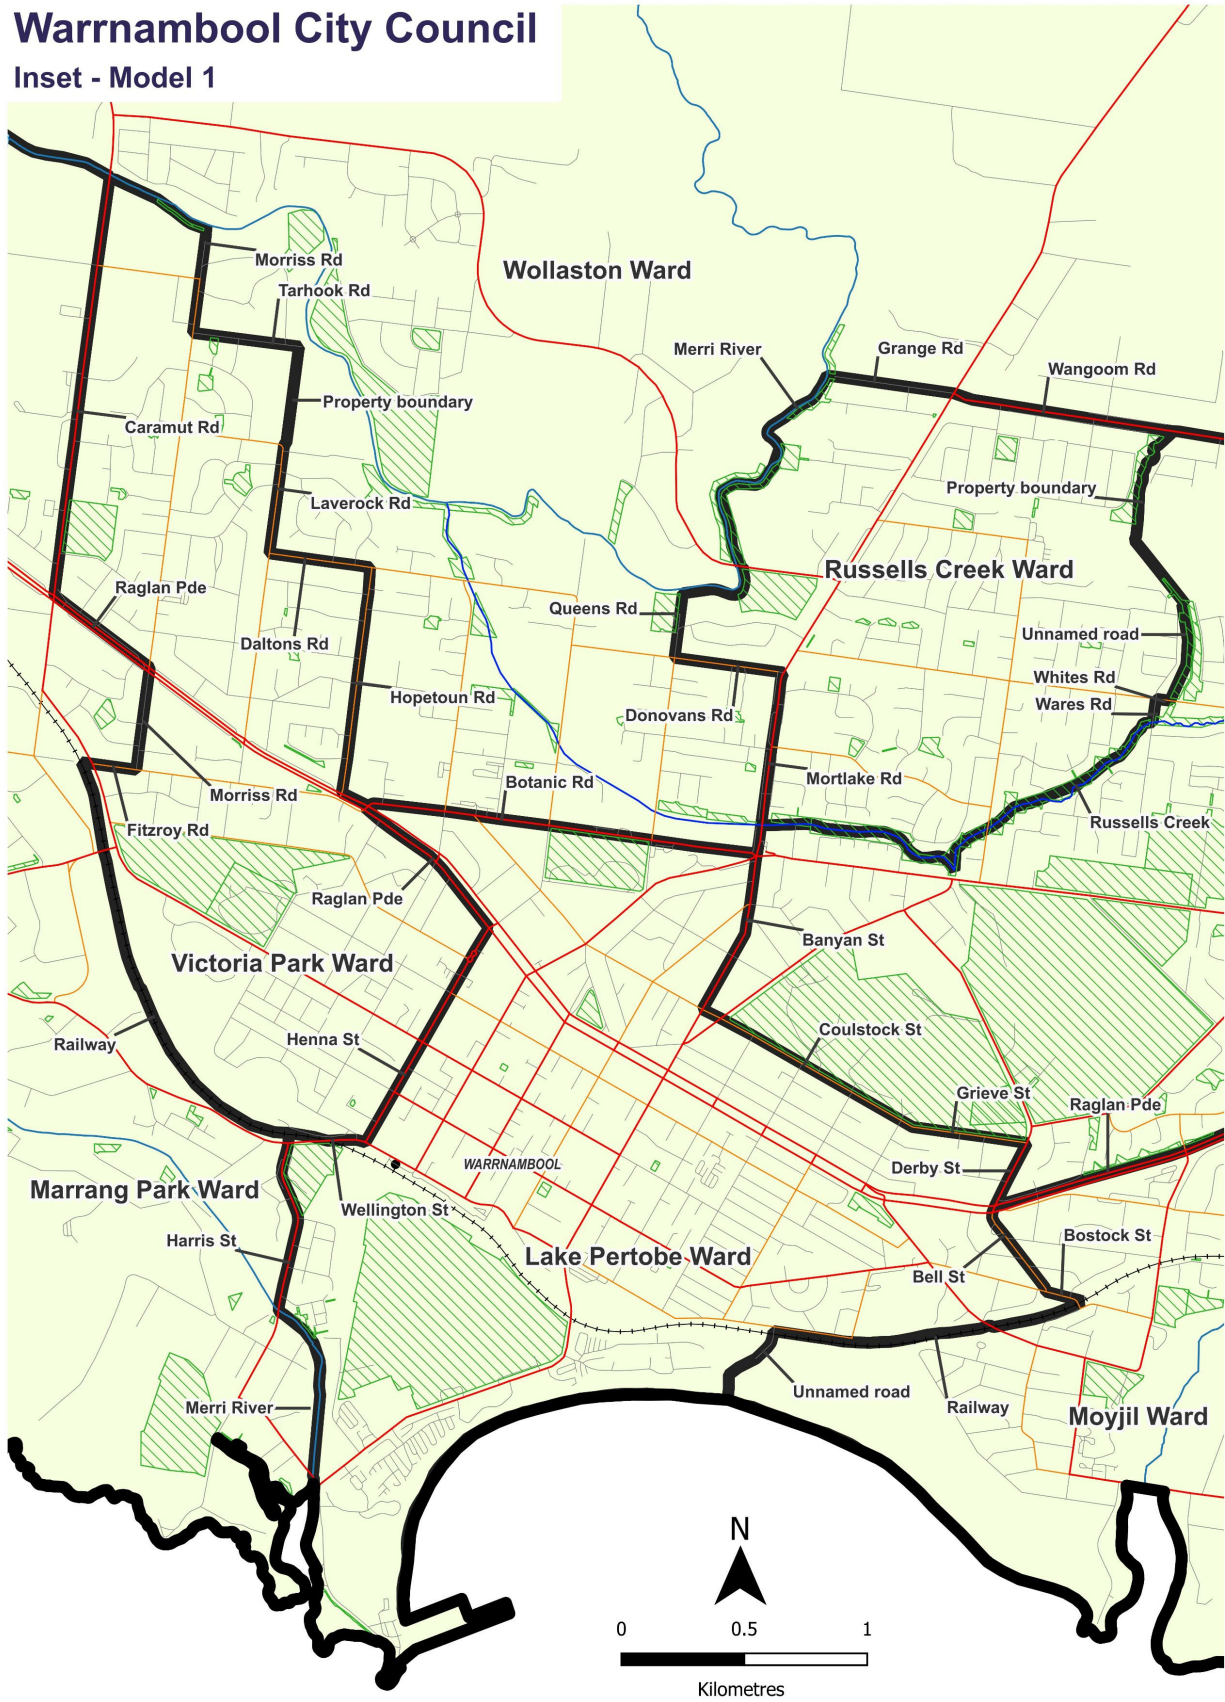 Warrnambool City Council
Inset - Model 1
Morriss Rd
Wollaston Ward
Tarhook Rd
Merri River
Grange Rd
Wangoom Rd
Property boundary
Caramut Rd
Property boundary
Laverock Rd
Russells Creek Ward
Raglan Pde
Queens Rd
Unnamed road
Daltons Rd
Whites Rd
Hopetoun Rd
Wares Rd
Donovans Rd
Mortlake Rd
Botanic Rd
Morriss Rd
Russells Creek
Fitzroy Rd
Raglan Pde
Banyan St
Victoria Park Ward
Coulstock St
Henna St
Railway
Grieve St
Raglan Pde
WARRNAMBOOL
Derby St
Marrang Park Ward
Wellington St
Bostock St
Harris St
Lake Pertobe Ward
Bell St
Unnamed road
Merri River
Railway
Moyjil Ward
N
0 0.5 1
Kilometres